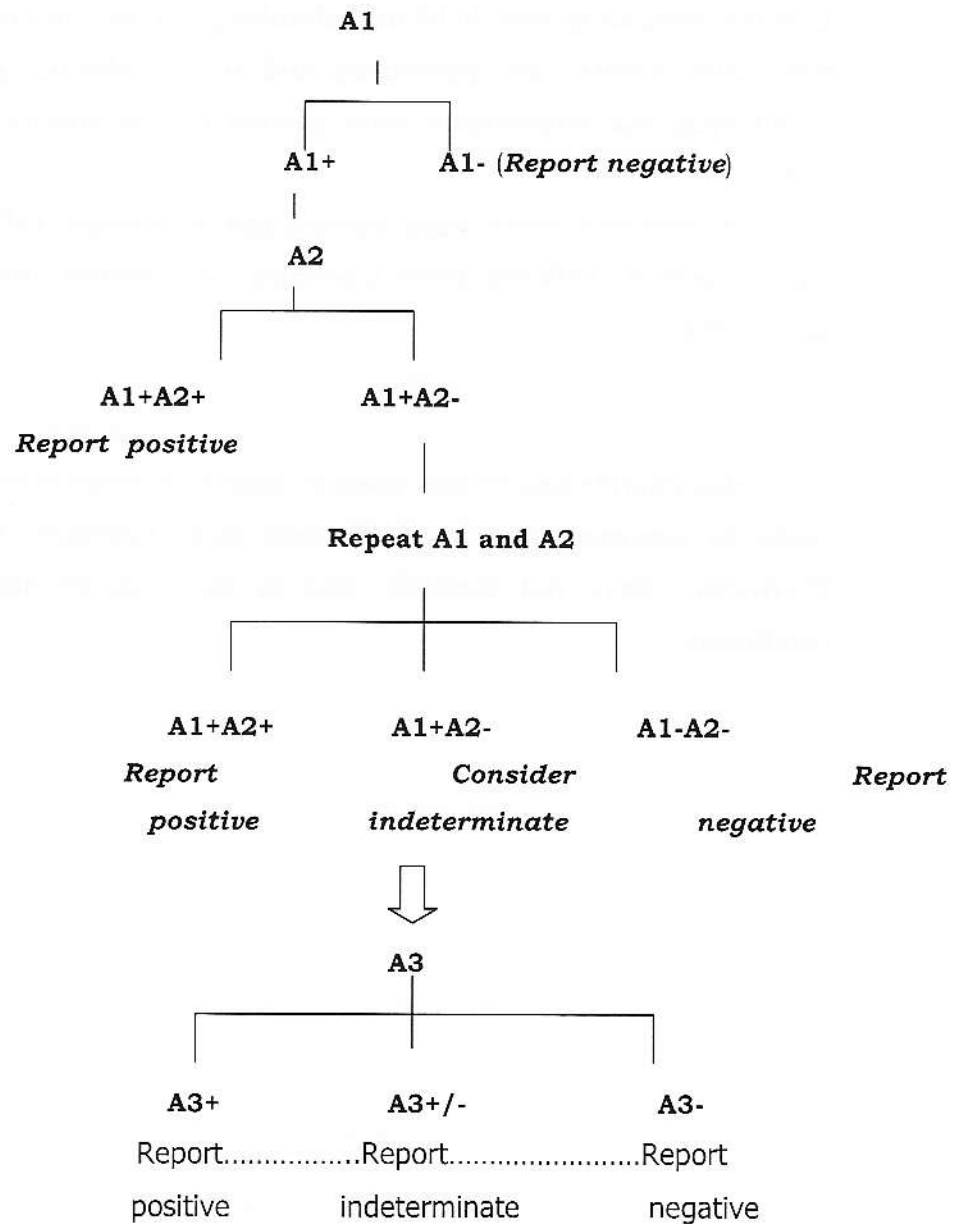 A1
A1+ A1- (Report negative)
A2
A1+A2+ A1+A2-
Report positive
Repeat A1 and A2
A1+A2+ A1+A2- A1-A2-
Report Consider Report
positive indeterminate negative
A3
A3+ A3+/- A3-
Report.................Report.......................Report
positive indeterminate negative